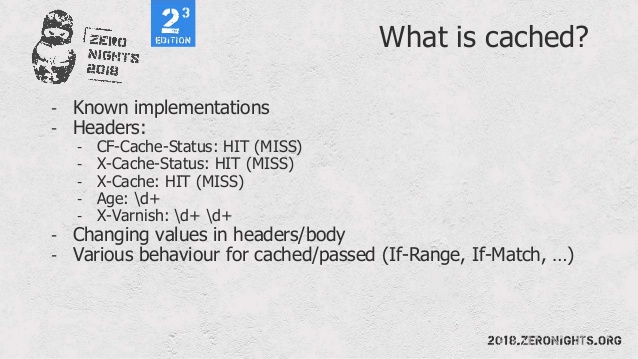 ZERO
NIGHTS
2018
2³
EDITION
What is cached?
- Known implementations
- Headers:
- CF-Cache-Status: HIT (MISS)
- X-Cache-Status: HIT (MISS)
- X-Cache: HIT (MISS)
- Age: \d+
- X-Varnish: \d+ \d+
- Changing values in headers/body
- Various behaviour for cached/passed (If-Range, If-Match, …)
2018.ZERONIGHTS.ORG